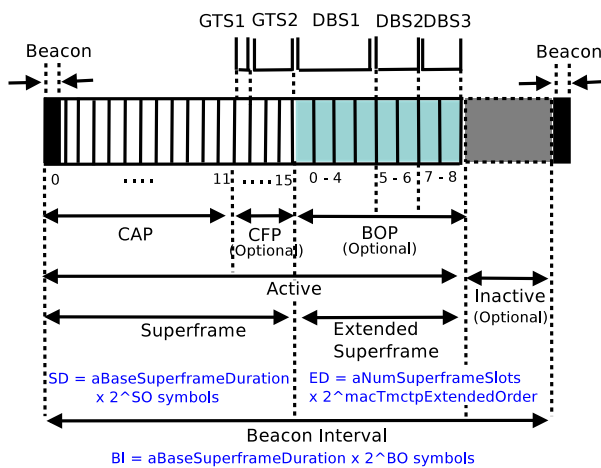 GTS1 GTS2 DBS1 DBS2 DBS3
Beacon Beacon
0 .... 11 ....15 0 - 4 5 - 6 7 - 8
CAP CFP BOP
(Optional) (Optional)
Active Inactive
(Optional)
Superframe Extended
Superframe
SD = aBaseSuperframeDuration
x 2^SO symbols
ED = aNumSuperframeSlots
x 2^macTmctpExtendedOrder
Beacon Interval
BI = aBaseSuperframeDuration x 2^BO symbols